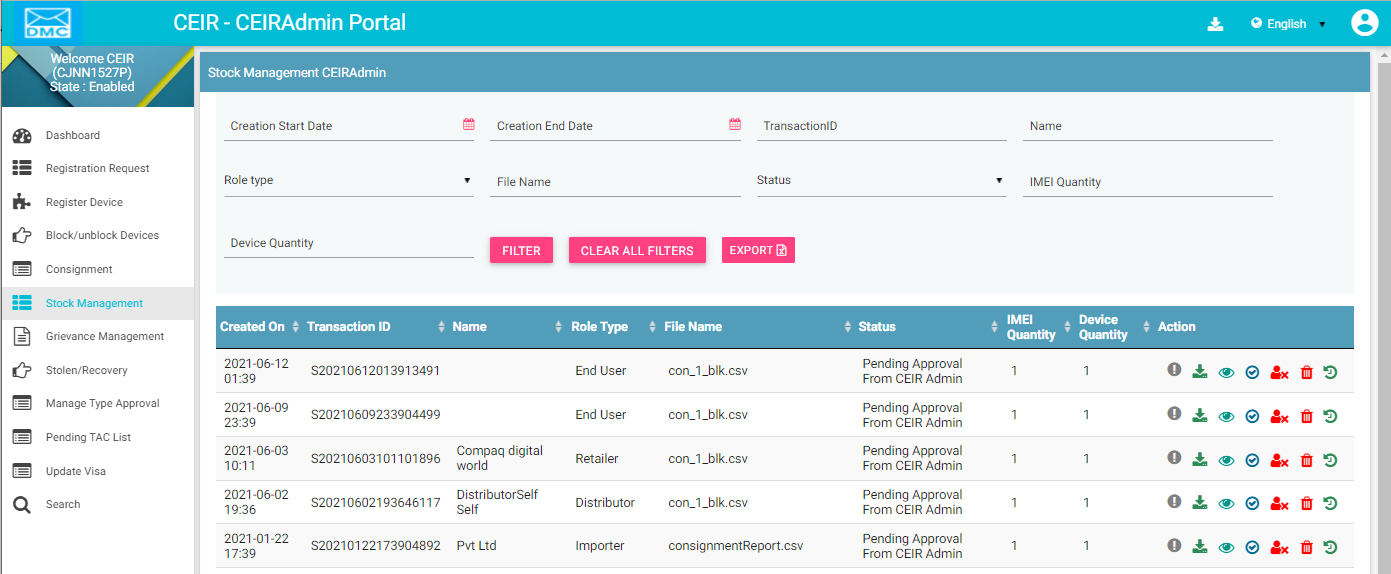 DMC
CEIR - CEIRAdmin Portal
English
Welcome CEIR
(CJNN1527P)
State : Enabled
Dashboard
Registration Request
Register Device
Block/unblock Devices
Consignment
Stock Management
Grievance Management
Stolen/Recovery
Manage Type Approval
Pending TAC List
Update Visa
Search
Stock Management CEIRAdmin
Creation Start Date
Creation End Date
TransactionID
Name
Role type
File Name
Status
IMEI Quantity
Device Quantity
FILTER
CLEAR ALL FILTERS
EXPORT
Created On
Transaction ID
Name
Role Type
File Name
Status
IMEI
Quantity
Device
Quantity
Action
2021-06-12
01:39
S20210612013913491
End User
con_1_blk.csv
Pending Approval
From CEIR Admin
1
1
2021-06-09
23:39
S20210609233904499
End User
con_1_blk.csv
Pending Approval
From CEIR Admin
1
1
2021-06-03
10:11
S20210603101101896
Compaq digital
world
Retailer
con_1_blk.csv
Pending Approval
From CEIR Admin
1
1
2021-06-02
19:36
S20210602193646117
DistributorSelf
Self
Distributor
con_1_blk.csv
Pending Approval
From CEIR Admin
1
1
2021-01-22
17:39
S20210122173904892
Pvt Ltd
Importer
consignmentReport.csv
Pending Approval
From CEIR Admin
1
1